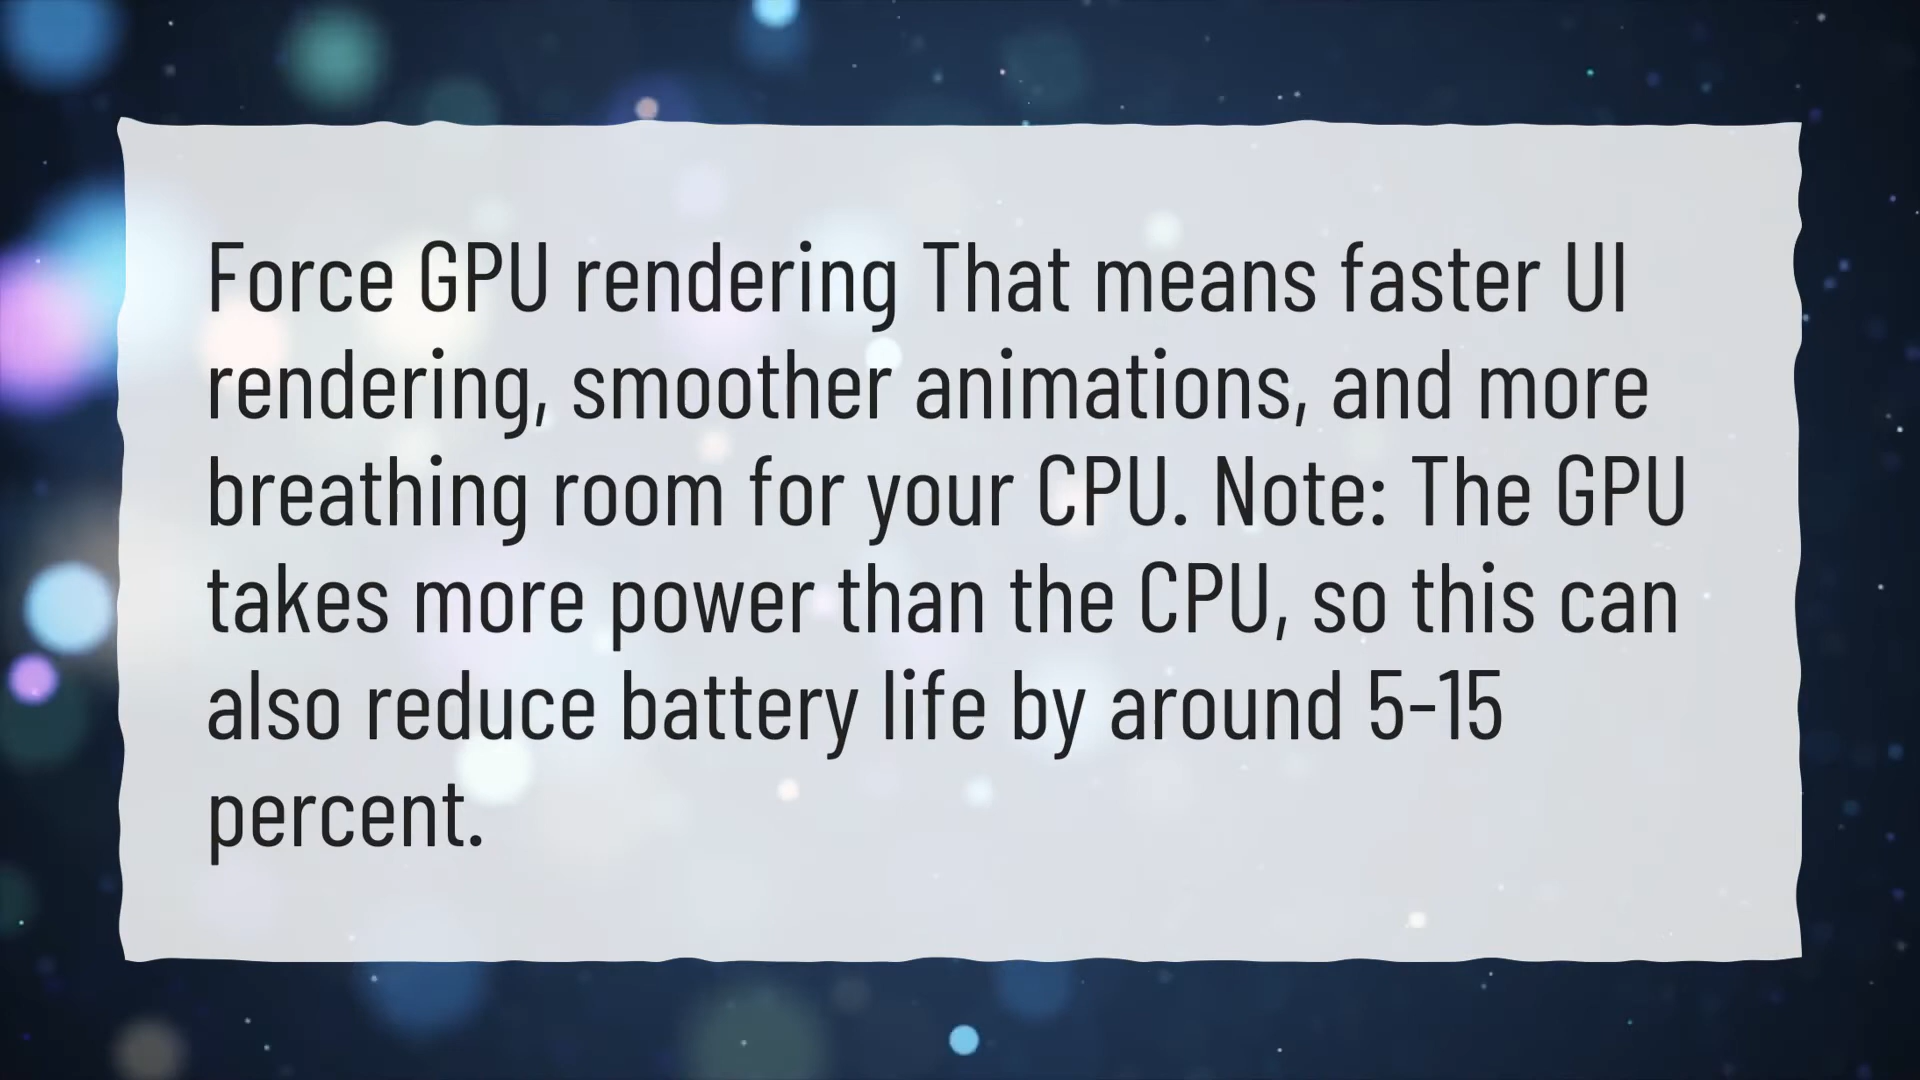 Force GPU rendering That means faster UI
rendering, smoother animations, and more
breathing room for your CPU. Note: The GPU
takes more power than the CPU, so this can
also reduce battery life by around 5-15
percent.